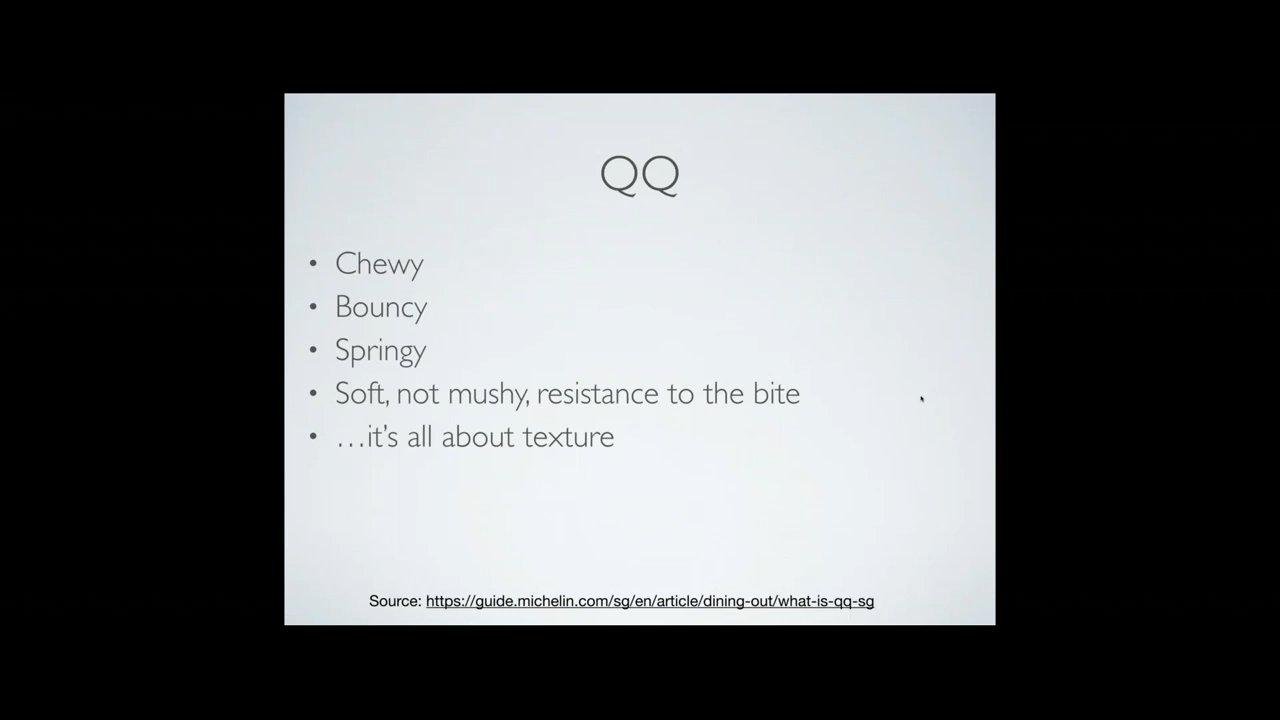 QQ
• Chewy
• Bouncy
• Springy
• Soft, not mushy, resistance to the bite
• …it’s all about texture
Source: https://guide.michelin.com/sg/en/article/dining-out/what-is-qq-sg